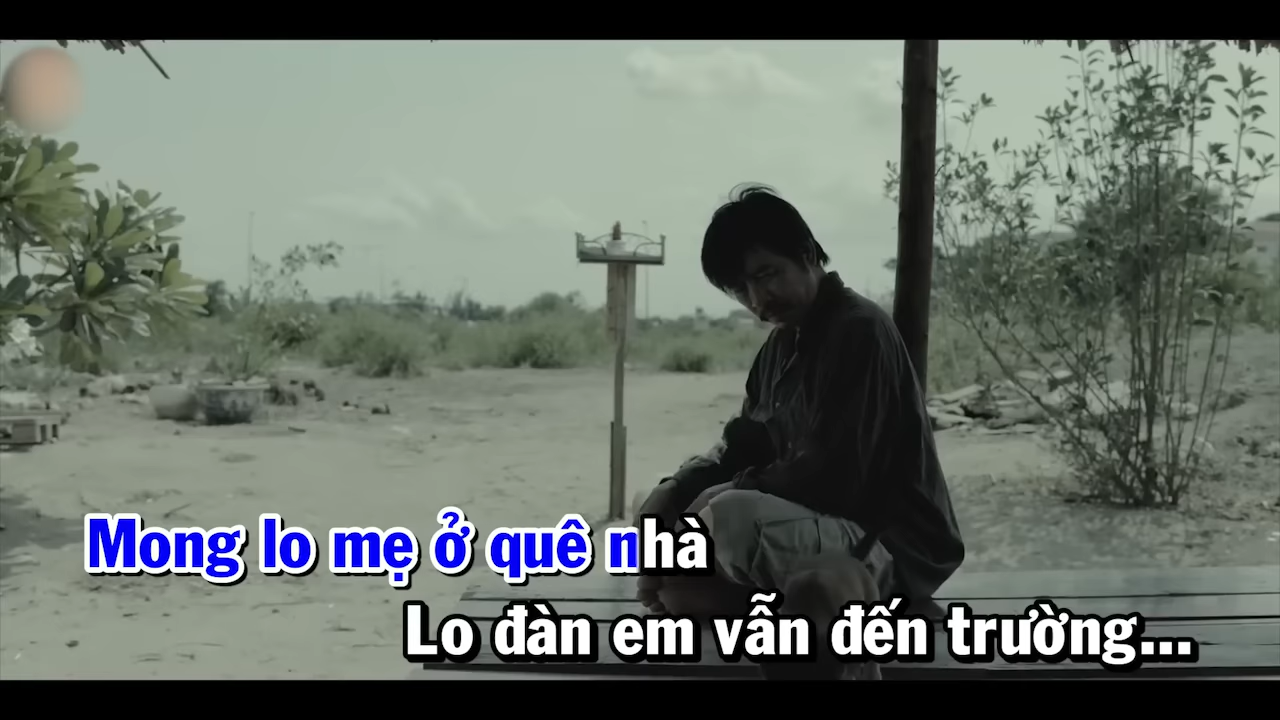 Mong lo mẹ ở quê nhà
Lo đàn em vẫn đến trường...